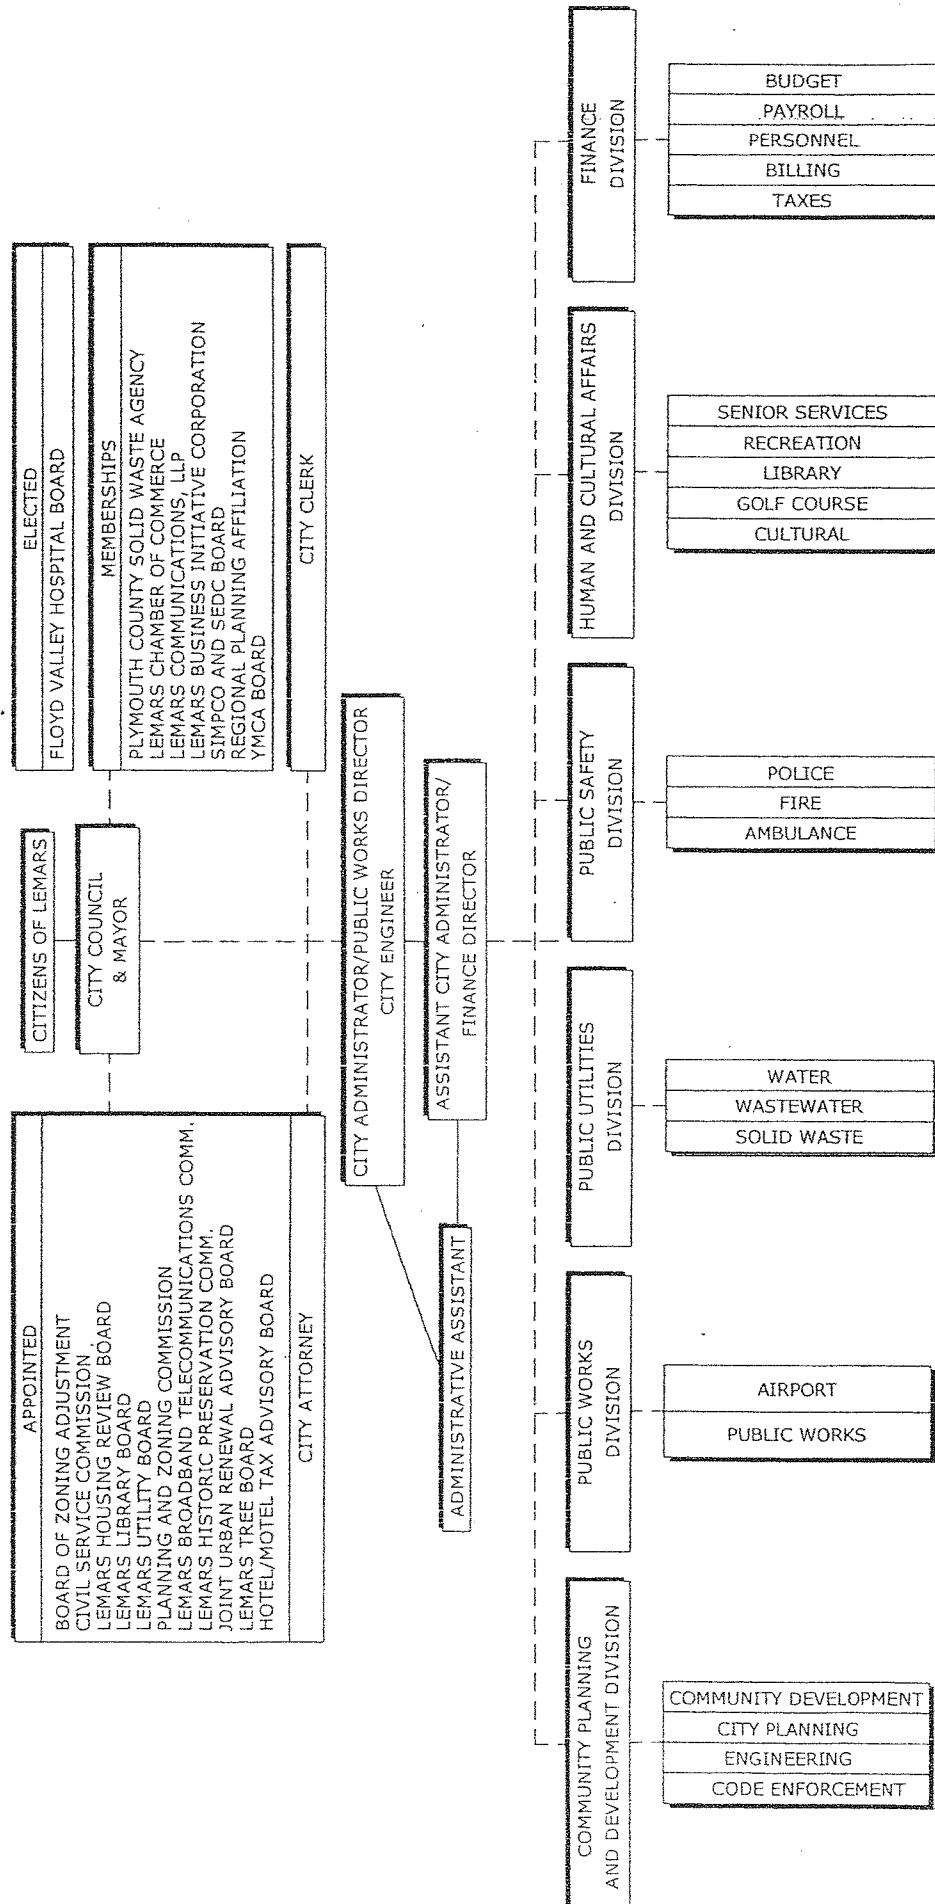 CITIZENS OF LEMARS
CITY COUNCIL
& MAYOR
APPOINTED
BOARD OF ZONING ADJUSTMENT
CIVIL SERVICE COMMISSION
LEMARS HOUSING REVIEW BOARD
LEMARS LIBRARY BOARD
LEMARS UTILITY BOARD
PLANNING AND ZONING COMMISSION
LEMARS BROADBAND TELECOMMUNICATIONS COMM.
LEMARS HISTORIC PRESERVATION COMM.
JOINT URBAN RENEWAL ADVISORY BOARD
LEMARS TREE BOARD
HOTEL/MOTEL TAX ADVISORY BOARD
CITY ATTORNEY
ELECTED
FLOYD VALLEY HOSPITAL BOARD
MEMBERSHIPS
PLYMOUTH COUNTY SOLID WASTE AGENCY
LEMARS CHAMBER OF COMMERCE
LEMARS COMMUNICATIONS, LLP
LEMARS BUSINESS INITIATIVE CORPORATION
SIMPCO AND SEDC BOARD
REGIONAL PLANNING AFFILIATION
YMCA BOARD
CITY CLERK
CITY ADMINISTRATOR/PUBLIC WORKS DIRECTOR
CITY ENGINEER
ADMINISTRATIVE ASSISTANT
ASSISTANT CITY ADMINISTRATOR/
FINANCE DIRECTOR
COMMUNITY PLANNING
AND DEVELOPMENT DIVISION
COMMUNITY DEVELOPMENT
CITY PLANNING
ENGINEERING
CODE ENFORCEMENT
PUBLIC WORKS
DIVISION
AIRPORT
PUBLIC WORKS
PUBLIC UTILITIES
DIVISION
WATER
WASTEWATER
SOLID WASTE
PUBLIC SAFETY
DIVISION
POLICE
FIRE
AMBULANCE
HUMAN AND CULTURAL AFFAIRS
DIVISION
SENIOR SERVICES
RECREATION
LIBRARY
GOLF COURSE
CULTURAL
FINANCE
DIVISION
BUDGET
PAYROLL
PERSONNEL
BILLING
TAXES